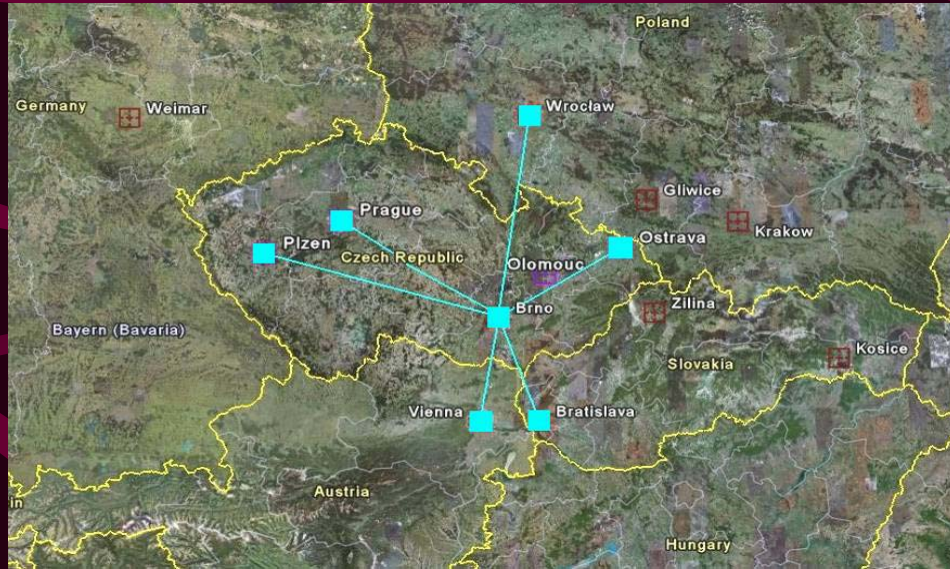 Poland
Germany
Weimar
Wrocław
Gliwice
Prague
Krakow
Ostrava
Plzen
Czech Republic
Olomouc
Zilina
Brno
Bayern (Bavaria)
Kosice
Slovakia
Vienna
Bratislava
Austria
in
Hungary